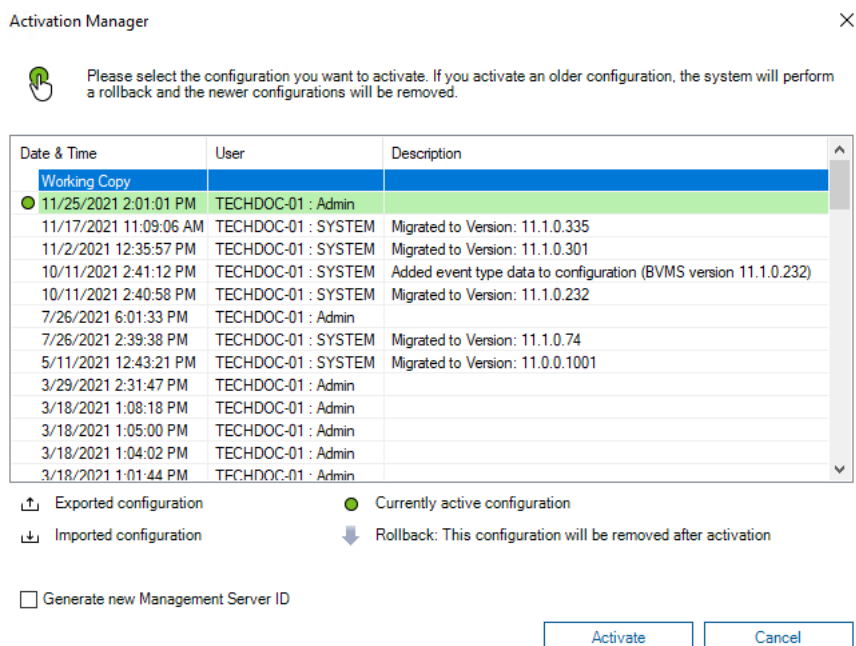 Activation Manager
Please select the configuration you want to activate. If you activate an older configuration, the system will perform
a rollback and the newer configurations will be removed.
Date & Time User Description
Working Copy
11/25/2021 2:01:01 PM TECHDOC-01 : Admin
11/17/2021 11:09:06 AM TECHDOC-01 : SYSTEM Migrated to Version: 11.1.0.335
11/2/2021 12:35:57 PM TECHDOC-01 : SYSTEM Migrated to Version: 11.1.0.301
10/11/2021 2:41:12 PM TECHDOC-01 : SYSTEM Added event type data to configuration (BVMS version 11.1.0.232)
10/11/2021 2:40:58 PM TECHDOC-01 : SYSTEM Migrated to Version: 11.1.0.232
7/26/2021 6:01:33 PM TECHDOC-01 : Admin
7/26/2021 2:39:38 PM TECHDOC-01 : SYSTEM Migrated to Version: 11.1.0.74
5/11/2021 12:43:21 PM TECHDOC-01 : SYSTEM Migrated to Version: 11.0.0.1001
3/29/2021 2:31:47 PM TECHDOC-01 : Admin
3/18/2021 1:08:18 PM TECHDOC-01 : Admin
3/18/2021 1:05:00 PM TECHDOC-01 : Admin
3/18/2021 1:04:02 PM TECHDOC-01 : Admin
3/18/2021 1:01:44 PM TECHDOC-01 : Admin
Exported configuration Currently active configuration
Imported configuration Rollback: This configuration will be removed after activation
Generate new Management Server ID
Activate Cancel